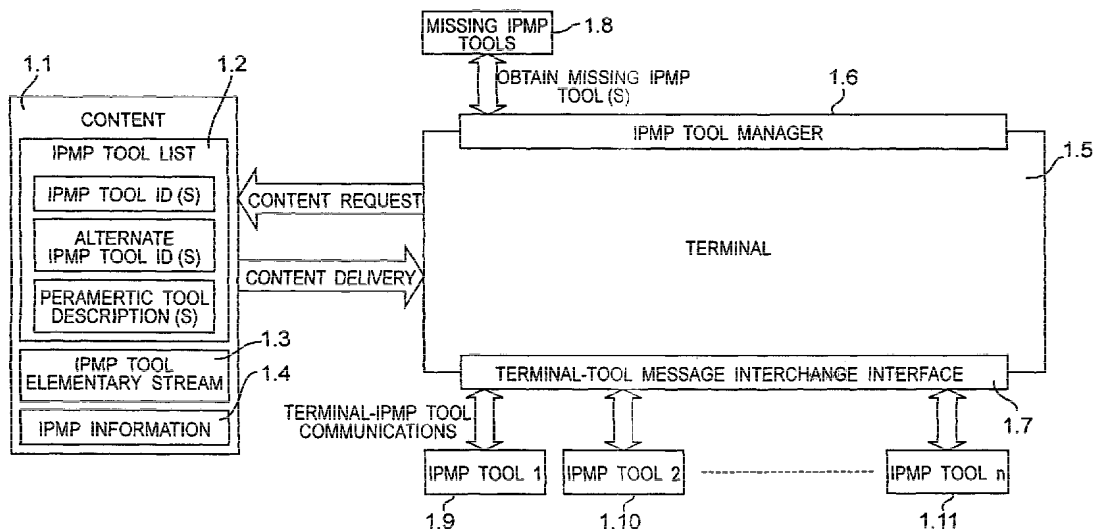 MISSING IPMP
TOOLS
1.8
OBTAIN MISSING IPMP
TOOL(S)
1.1
1.2
CONTENT
IPMP TOOL LIST
IPMP TOOL ID(S)
ALTERNATE
IPMP TOOL ID(S)
PERAMERTIC TOOL
DESCRIPTION(S)
1.3
IPMP TOOL
ELEMENTARY STREAM
1.4
IPMP INFORMATION
CONTENT REQUEST
CONTENT DELIVERY
1.6
IPMP TOOL MANAGER
1.5
TERMINAL
TERMINAL-TOOL MESSAGE INTERCHANGE INTERFACE
1.7
TERMINAL-IPMP TOOL
COMMUNICATIONS
IPMP TOOL 1
IPMP TOOL 2
IPMP TOOL n
1.9
1.10
1.11